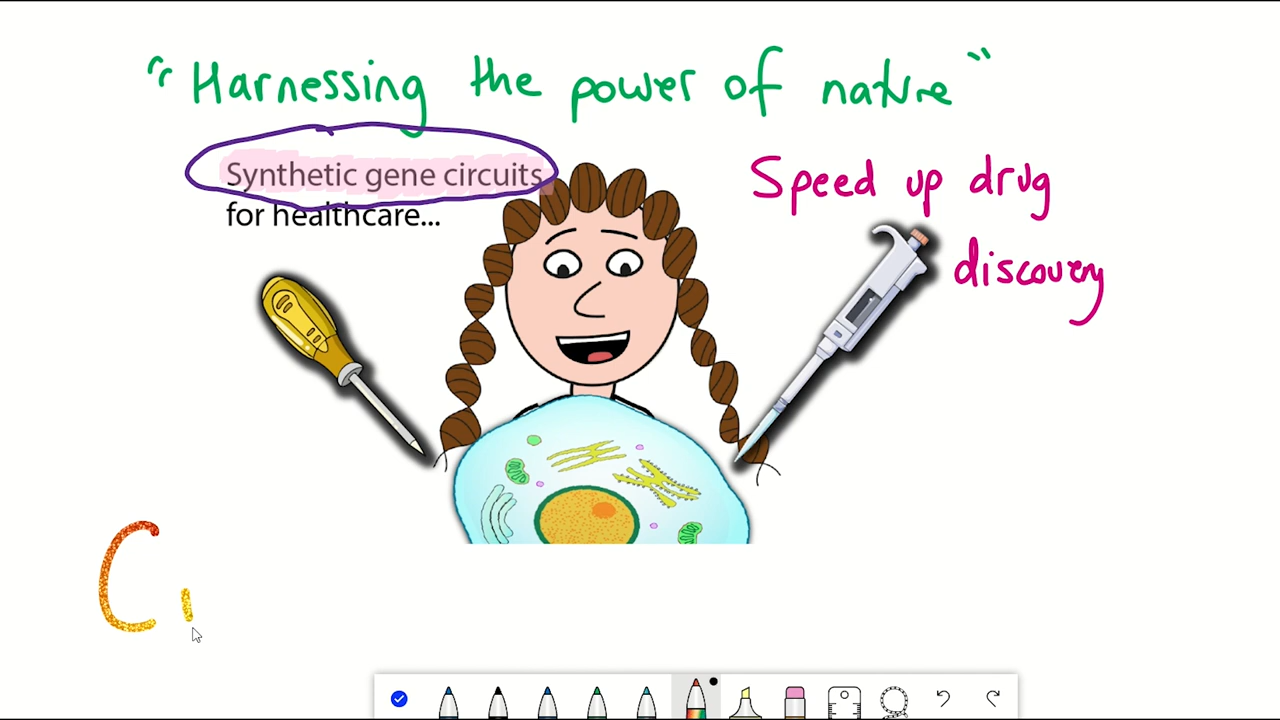 "Harnessing the power of nature"
Synthetic gene circuits
for healthcare...
Speed up drug
discovery
C